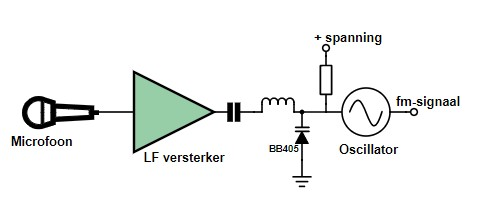 + spanning
fm-signaal
Microfoon
LF versterker
BB405
Oscillator